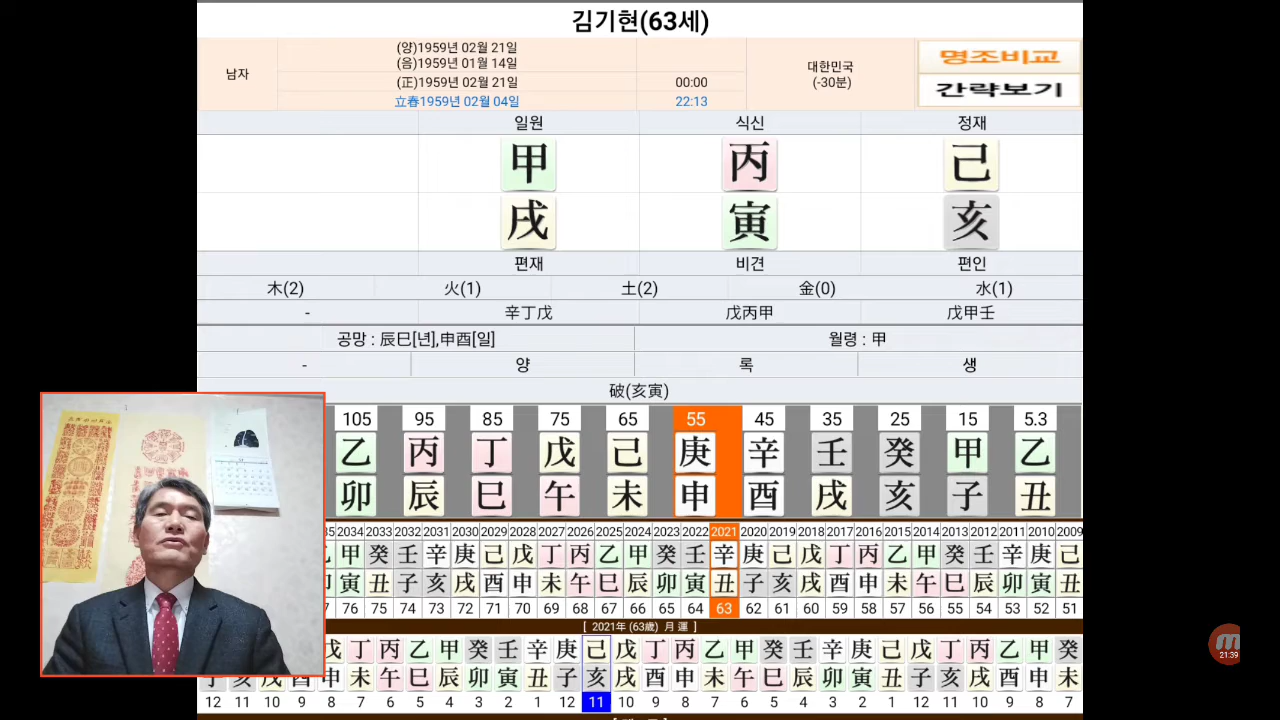 김기현(63세)
남자
(양)1959년 02월 21일
(음)1959년 01월 14일
(正)1959년 02월 21일 00:00
立春1959년 02월 04일 22:13
대한민국
(-30분)
명조비교
간략보기
일원 식신 정재
甲 丙 己
戌 寅 亥
편재 비견 편인
木(2) 火(1) 土(2) 金(0) 水(1)
- 辛丁戊 戊丙甲 戊甲壬
공망 : 辰巳[년],申酉[일] 월령 : 甲
- 양 록 생
破(亥寅)
105 95 85 75 65 55 45 35 25 15 5.3
乙 丙 丁 戊 己 庚 辛 壬 癸 甲 乙
卯 辰 巳 午 未 申 酉 戌 亥 子 丑
2034 2033 2032 2031 2030 2029 2028 2027 2026 2025 2024 2023 2022 2021 2020 2019 2018 2017 2016 2015 2014 2013 2012 2011 2010 2009
甲 癸 壬 辛 庚 己 戊 丁 丙 乙 甲 癸 壬 辛 庚 己 戊 丁 丙 乙 甲 癸 壬 辛 庚 己
寅 丑 子 亥 戌 酉 申 未 午 巳 辰 卯 寅 丑 子 亥 戌 酉 申 未 午 巳 辰 卯 寅 丑
76 75 74 73 72 71 70 69 68 67 66 65 64 63 62 61 60 59 58 57 56 55 54 53 52 51
[ 2021年 (63歲) 月 運 ]
戊 丁 丙 乙 甲 癸 壬 辛 庚 己 戊 丁 丙 乙 甲 癸 壬 辛 庚 己 戊 丁 丙 乙 甲 癸
申 未 午 巳 辰 卯 寅 丑 子 亥 戌 酉 申 未 午 巳 辰 卯 寅 丑 子 亥 戌 酉 申 未
12 11 10 9 8 7 6 5 4 3 2 1 12 11 10 9 8 7 6 5 4 3 2 1 12 11 10 9 8 7
21:39